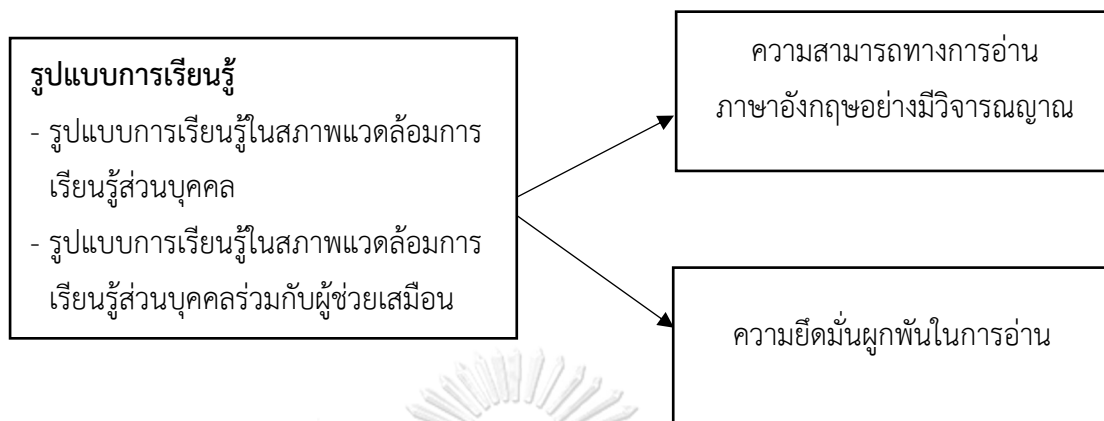 รูปแบบการเรียนรู้
- รูปแบบการเรียนรู้ในสภาพแวดล้อมการ
เรียนรู้ส่วนบุคคล
- รูปแบบการเรียนรู้ในสภาพแวดล้อมการ
เรียนรู้ส่วนบุคคลร่วมกับผู้ช่วยเสมือน
ความสามารถทางการอ่าน
ภาษาอังกฤษอย่างมีวิจารณญาณ
ความยึดมั่นผูกพันในการอ่าน